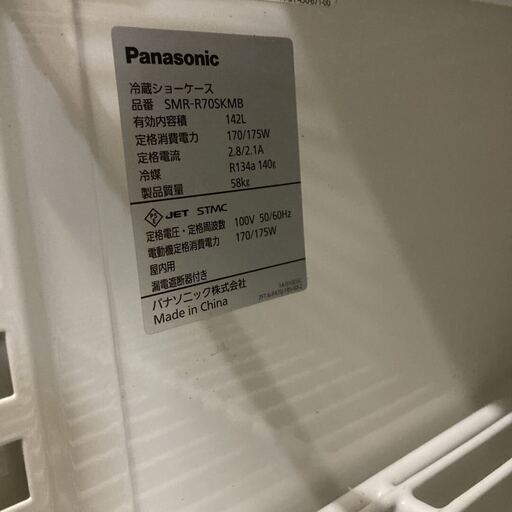 Panasonic
冷蔵ショーケース
品番 SMR-R70SKMB
有効内容積 142L
定格消費電力 170/175W
定格電流 2.8/2.1A
冷媒 R134a 140g
製品質量 58kg
JET STMC
定格電圧・定格周波数 100V 50/60Hz
電動機定格消費電力 170/175W
屋内用
漏電遮断器付き
パナソニック株式会社
Made in China